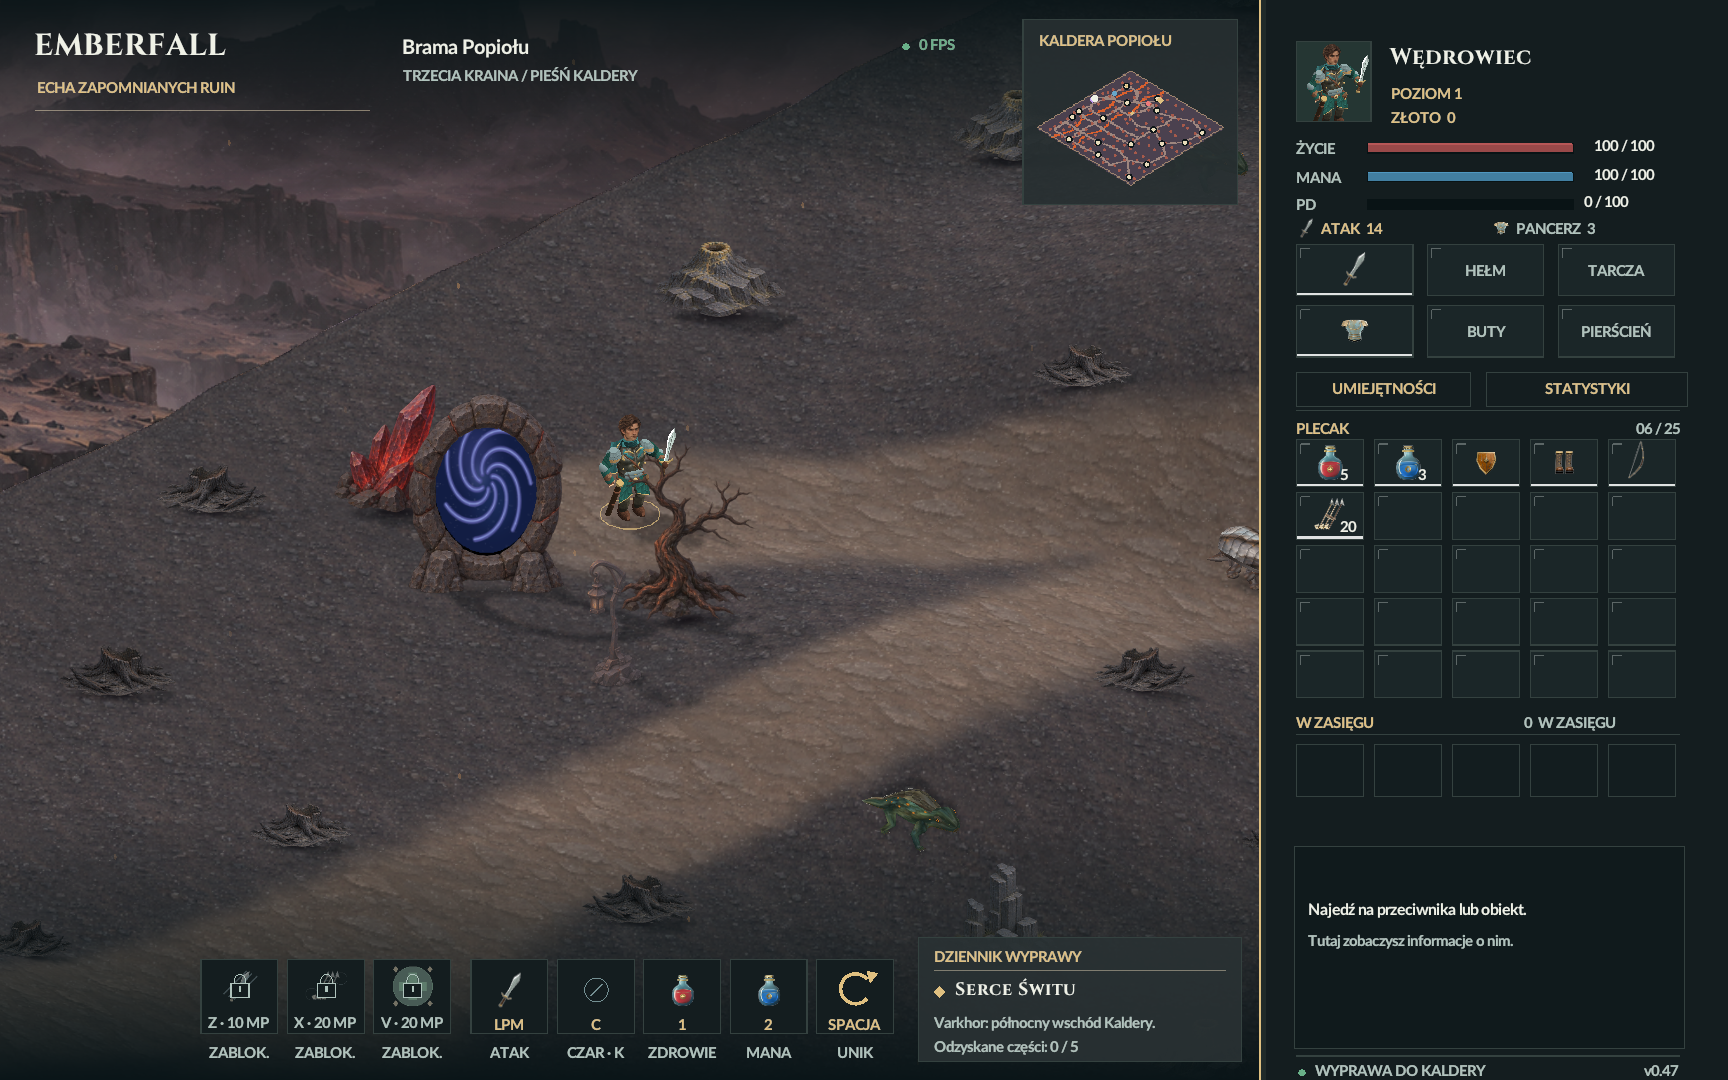 EMBERFALL
ECHA ZAPOMNIANYCH RUIN
Brama Popiołu
TRZECIA KRAINA / PIEŚŃ KALDERY
0 FPS
KALDERA POPIOŁU
WĘDROWIEC
POZIOM 1
ZŁOTO 0
ŻYCIE 100 / 100
MANA 100 / 100
PD 0 / 100
ATAK 14 PANCERZ 3
HEŁM TARCZA
BUTY PIERŚCIEŃ
UMIEJĘTNOŚCI STATYSTYKI
PLECAK 06 / 25
5 3
20
W ZASIĘGU 0 W ZASIĘGU
Najedź na przeciwnika lub obiekt.
Tutaj zobaczysz informacje o nim.
WYPRAWA DO KALDERY v0.47
Z · 10 MP X · 20 MP V · 20 MP LPM C 1 2 SPACJA
ZABLOK. ZABLOK. ZABLOK. ATAK CZAR · K ZDROWIE MANA UNIK
DZIENNIK WYPRAWY
SERCE ŚWITU
Varkhor: północny wschód Kaldery.
Odzyskane części: 0 / 5